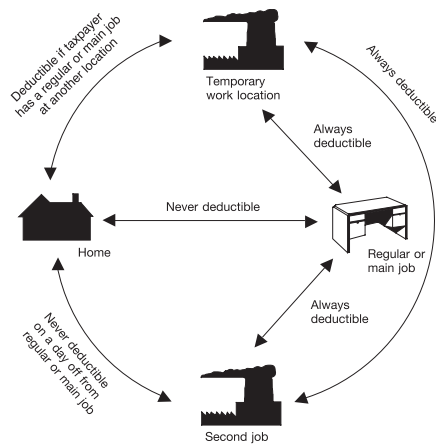 Deductible if taxpayer
has a regular or main job
at another location
Temporary
work location
Always deductible
Always
deductible
Never deductible
Home
Regular or
main job
Always
deductible
Never deductible
on a day off from
regular or main job
Second job